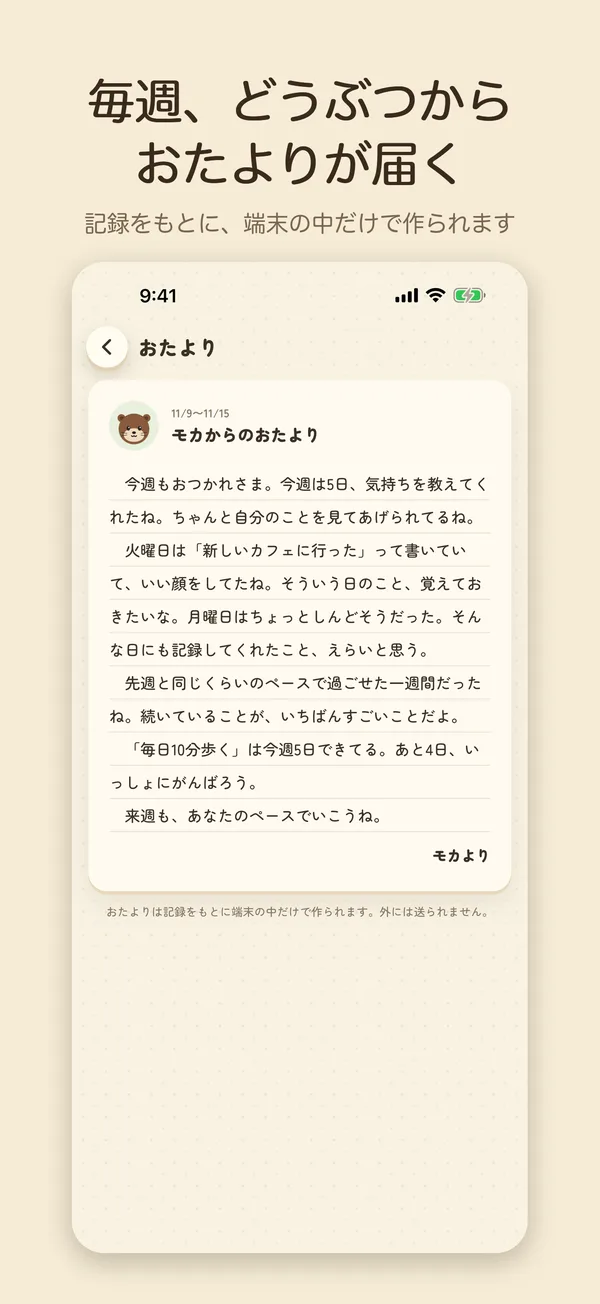 毎週、どうぶつから
おたよりが届く
記録をもとに、端末の中だけで作られます
9:41
おたより
11/9〜11/15
モカからのおたより
今週もおつかれさま。今週は5日、気持ちを教えてく
れたね。ちゃんと自分のことを見てあげられてるね。
火曜日は「新しいカフェに行った」って書いてい
て、いい顔をしてたね。そういう日のこと、覚えてお
きたいな。月曜日はちょっとしんどそうだった。そん
な日にも記録してくれたこと、えらいと思う。
先週と同じくらいのペースで過ごせた一週間だった
ね。続いていることが、いちばんすごいことだよ。
「毎日10分歩く」は今週5日できてる。あと4日、い
っしょにがんばろう。
来週も、あなたのペースでいこうね。
モカより
おたよりは記録をもとに端末の中だけで作られます。外には送られません。